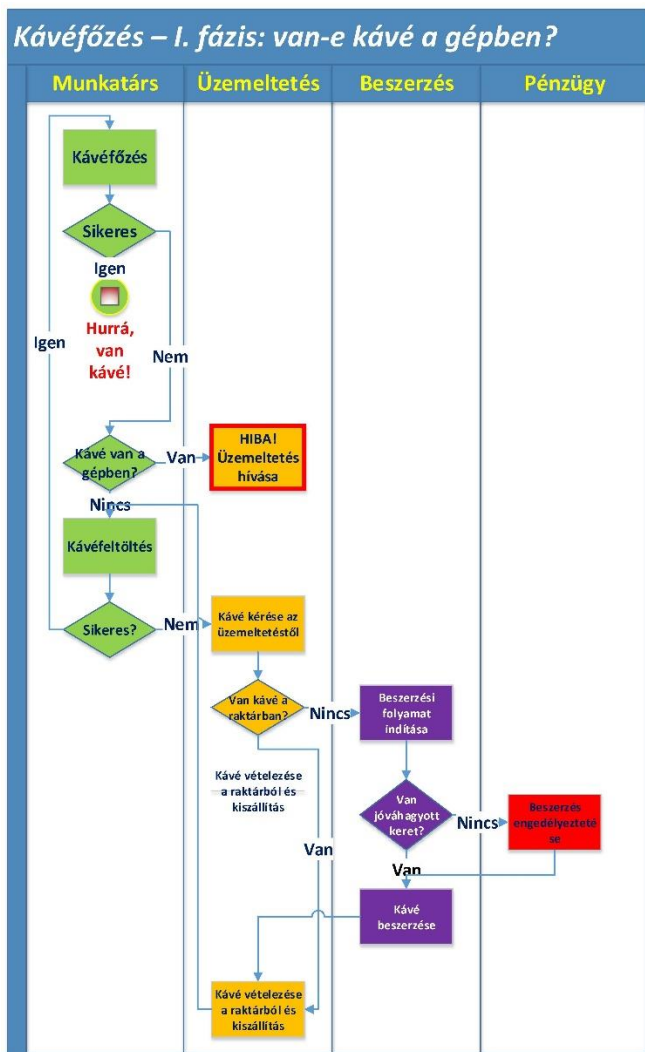 Kávéfőzés – I. fázis: van-e kávé a gépben?
Munkatárs
Üzemeltetés
Beszerzés
Pénzügy
Kávéfőzés
Sikeres
Igen
Hurrá,
van
kávé!
Igen
Nem
Kávé van a
gépben?
Van
HIBA!
Üzemeltetés
hívása
Nincs
Kávéfeltöltés
Sikeres?
Nem
Kávé kérése az
üzemeltetéstől
Van kávé a
raktárban?
Nincs
Beszerzési
folyamat
indítása
Kávé vételezése
a raktárból és
kiszállítás
Van
Van
jóváhagyott
keret?
Nincs
Beszerzés
engedélyezteté
se
Van
Kávé
beszerzése
Kávé vételezése
a raktárból és
kiszállítás